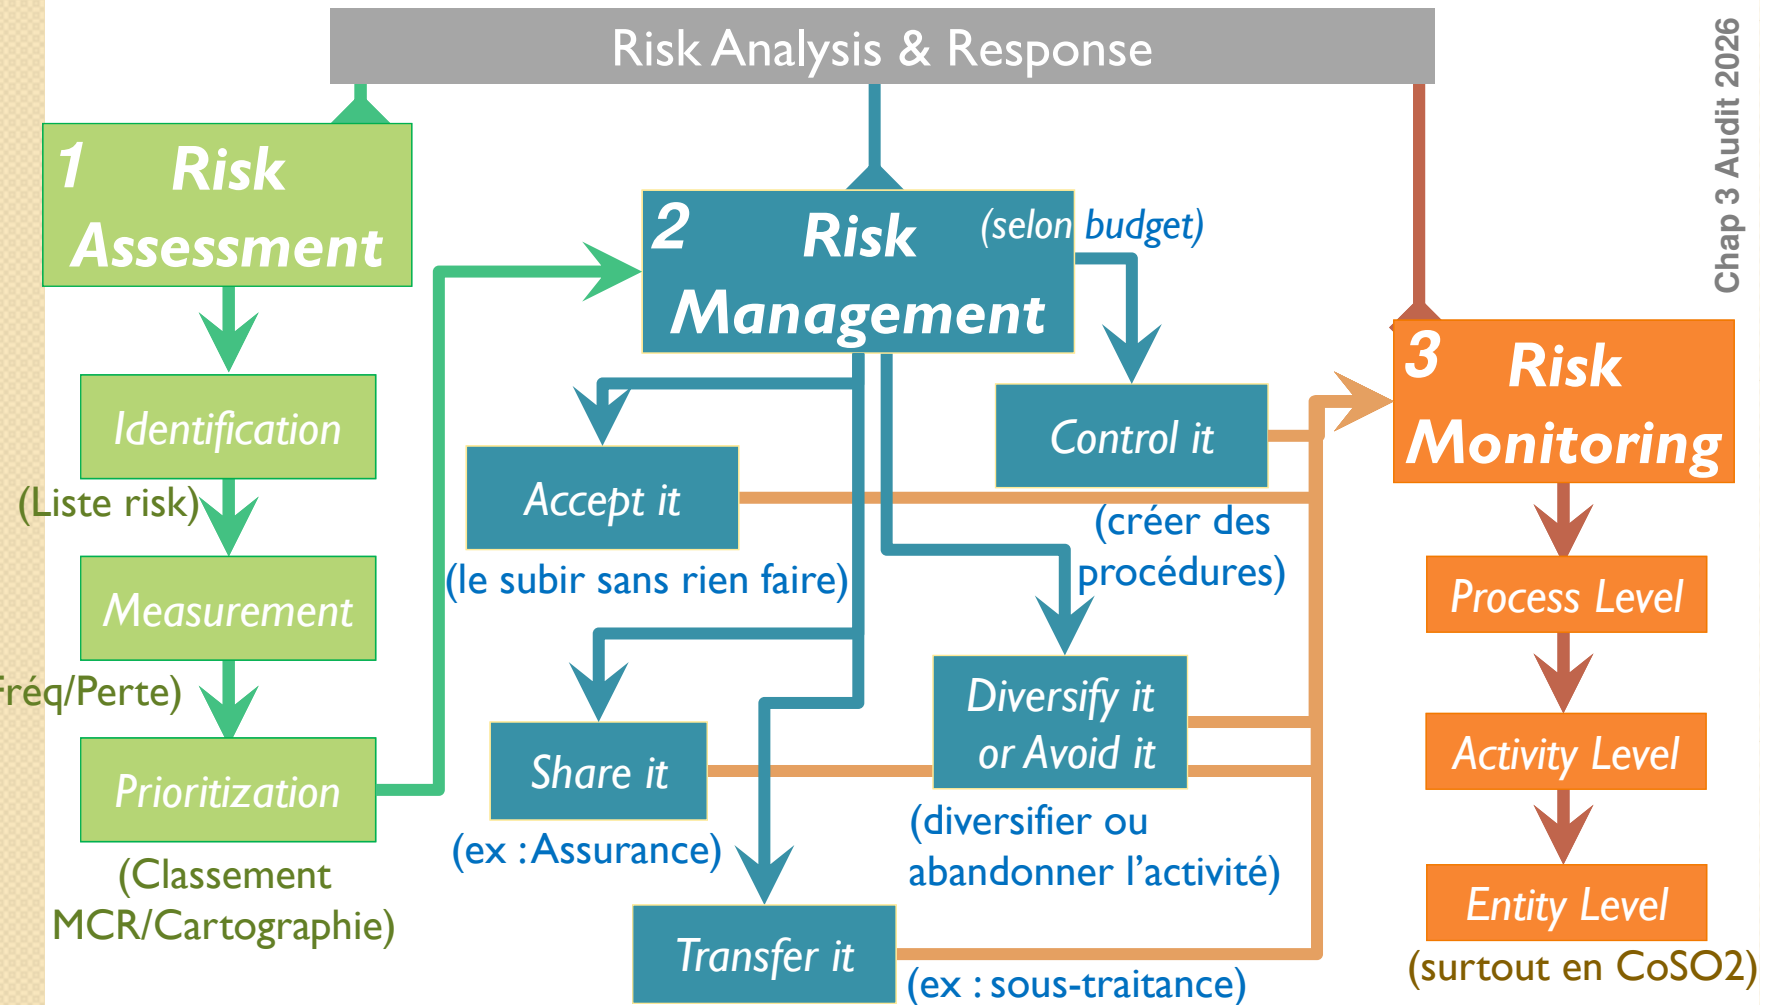 Risk Analysis & Response
Chap 3 Audit 2026
1 Risk
Assessment
Identification
(Liste risk)
Measurement
Fréq/Perte)
Prioritization
(Classement
MCR/Cartographie)
2 Risk (selon budget)
Management
Accept it
(le subir sans rien faire)
Share it
(ex : Assurance)
Transfer it
(ex : sous-traitance)
Control it
(créer des
procédures)
Diversify it
or Avoid it
(diversifier ou
abandonner l’activité)
3 Risk
Monitoring
Process Level
Activity Level
Entity Level
(surtout en CoSO2)